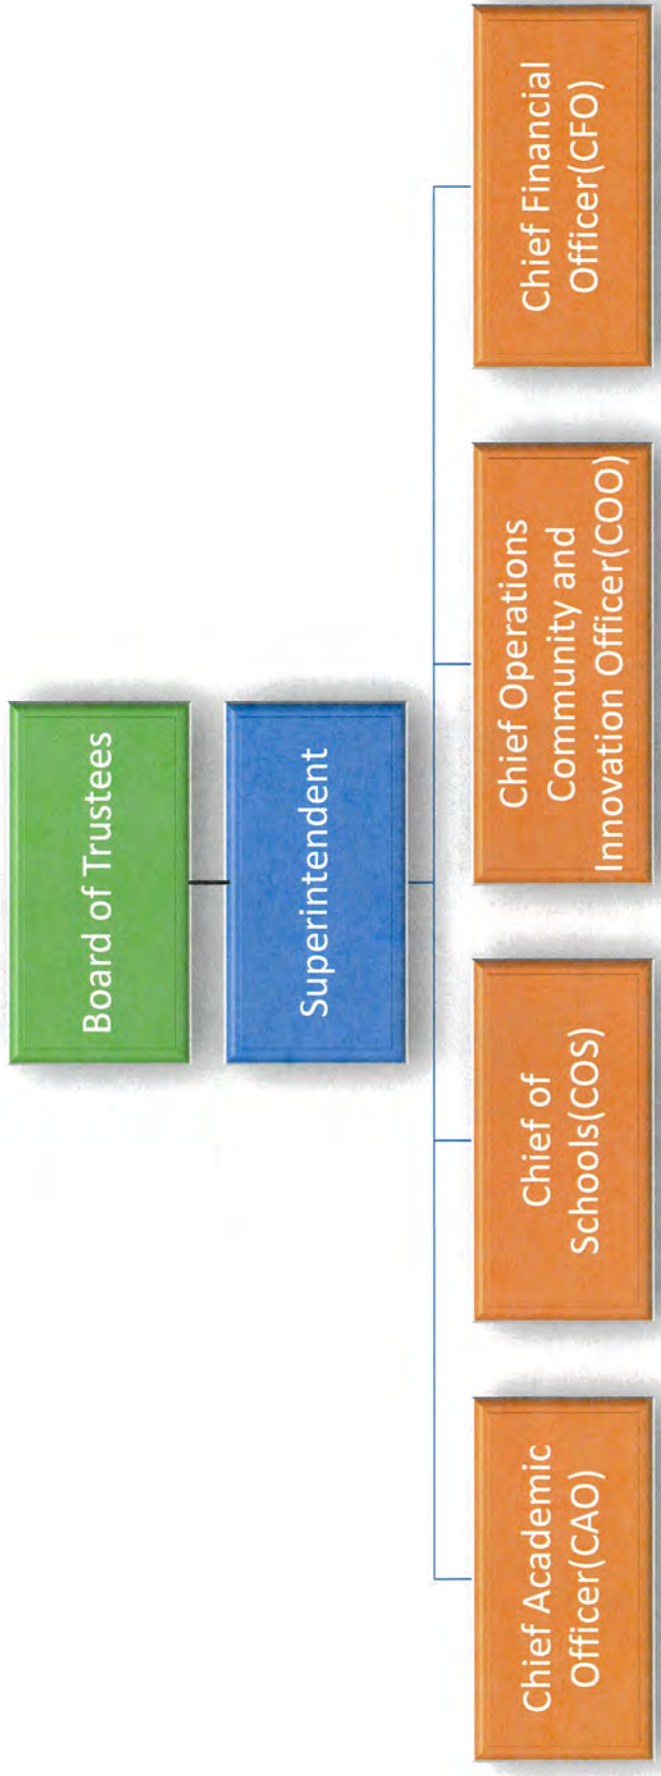 Board of Trustees
Superintendent
Chief Academic
Officer(CAO)
Chief of
Schools(COS)
Chief Operations
Community and
Innovation Officer(COO)
Chief Financial
Officer(CFO)